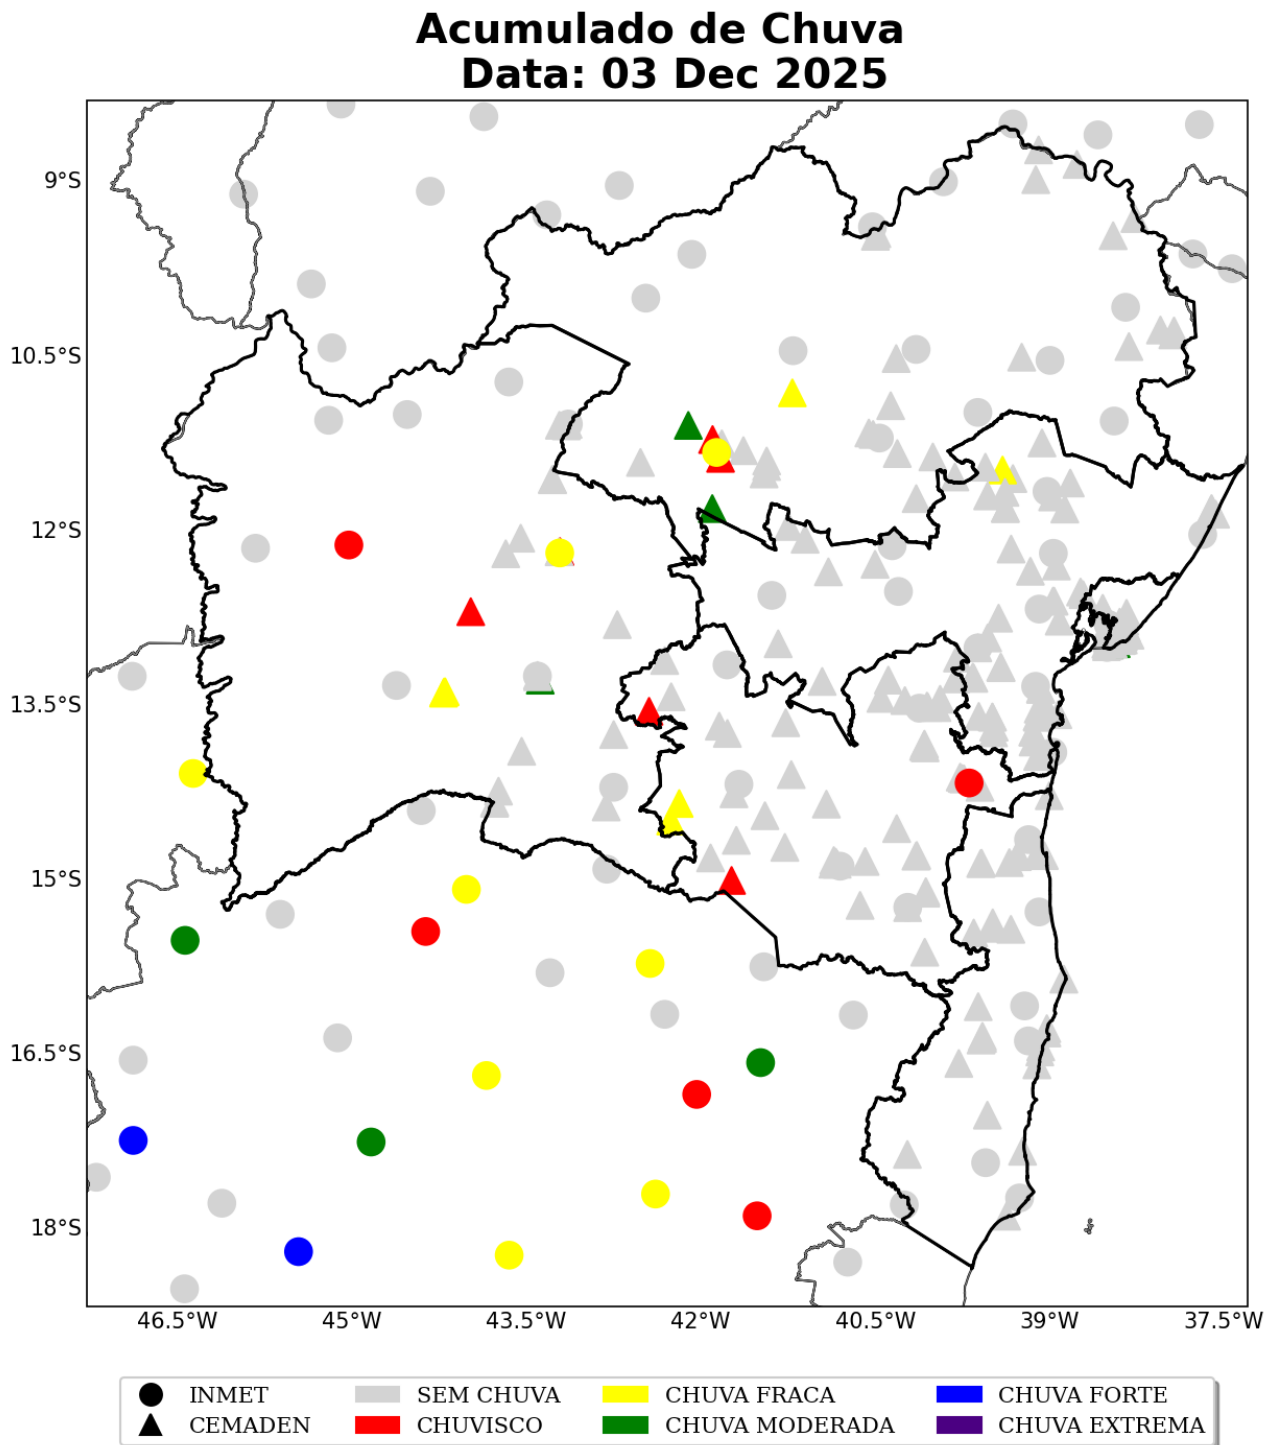 Acumulado de Chuva
Data: 03 Dec 2025
9°S
10.5°S
12°S
13.5°S
15°S
16.5°S
18°S
46.5°W 45°W 43.5°W 42°W 40.5°W 39°W 37.5°W
INMET SEM CHUVA CHUVA FRACA CHUVA FORTE
CEMADEN CHUVISCO CHUVA MODERADA CHUVA EXTREMA